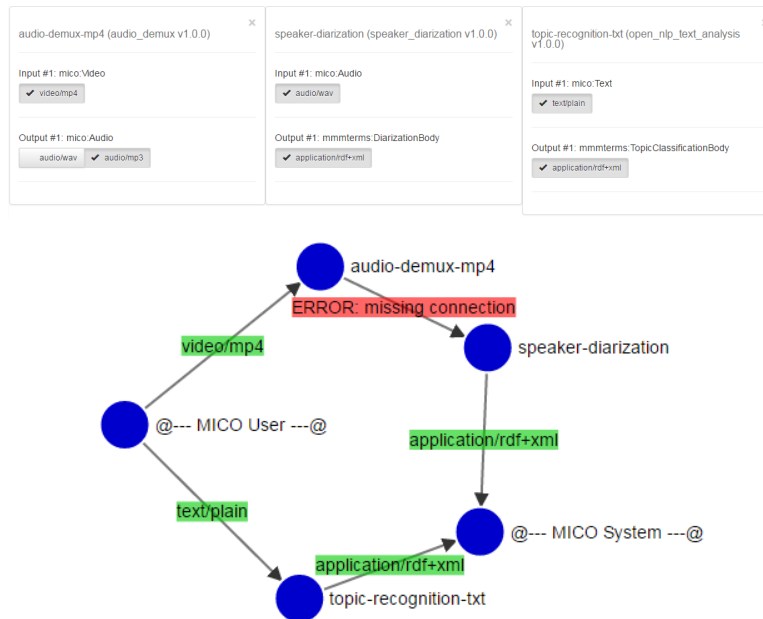 ×
audio-demux-mp4 (audio_demux v1.0.0)
Input #1: mico:Video
✔ video/mp4
Output #1: mico:Audio
audio/wav ✔ audio/mp3
×
speaker-diarization (speaker_diarization v1.0.0)
Input #1: mico:Audio
✔ audio/wav
Output #1: mmmterms:DiarizationBody
✔ application/rdf+xml
×
topic-recognition-txt (open_nlp_text_analysis
v1.0.0)
Input #1: mico:Text
✔ text/plain
Output #1: mmmterms:TopicClassificationBody
✔ application/rdf+xml
audio-demux-mp4
ERROR: missing connection
video/mp4
speaker-diarization
@--- MICO User ---@
application/rdf+xml
text/plain
@--- MICO System ---@
application/rdf+xml
topic-recognition-txt